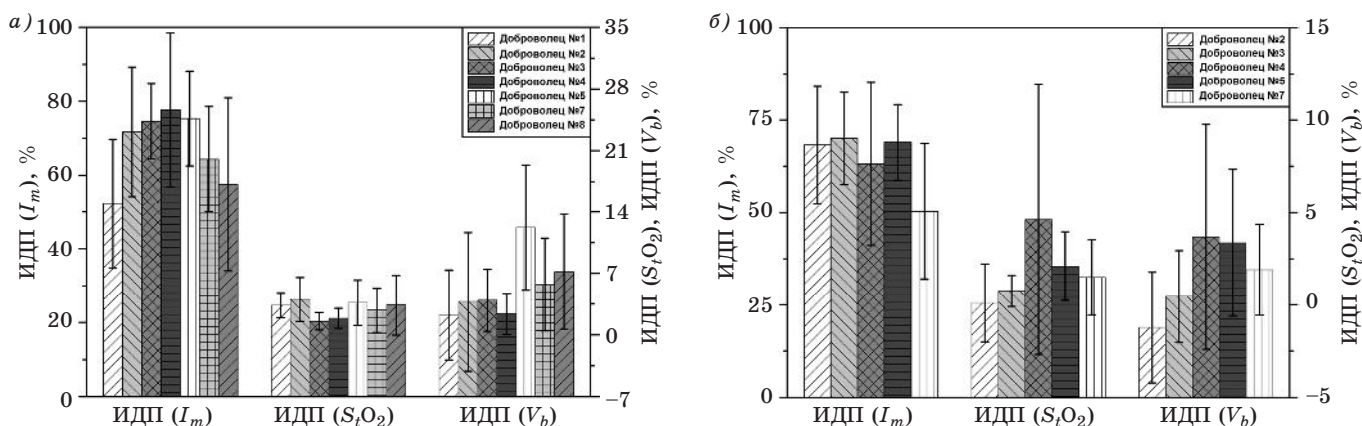 а)
100
80
60
40
20
0
ИДП (I_m), %
35
28
21
14
7
0
−7
ИДП (S_tO_2), ИДП (V_b), %
Доброволец №1
Доброволец №2
Доброволец №3
Доброволец №4
Доброволец №5
Доброволец №7
Доброволец №8
ИДП (I_m) ИДП (S_tO_2) ИДП (V_b)
б)
100
75
50
25
0
ИДП (I_m), %
15
10
5
0
−5
ИДП (S_tO_2), ИДП (V_b), %
Доброволец №2
Доброволец №3
Доброволец №4
Доброволец №5
Доброволец №7
ИДП (I_m) ИДП (S_tO_2) ИДП (V_b)